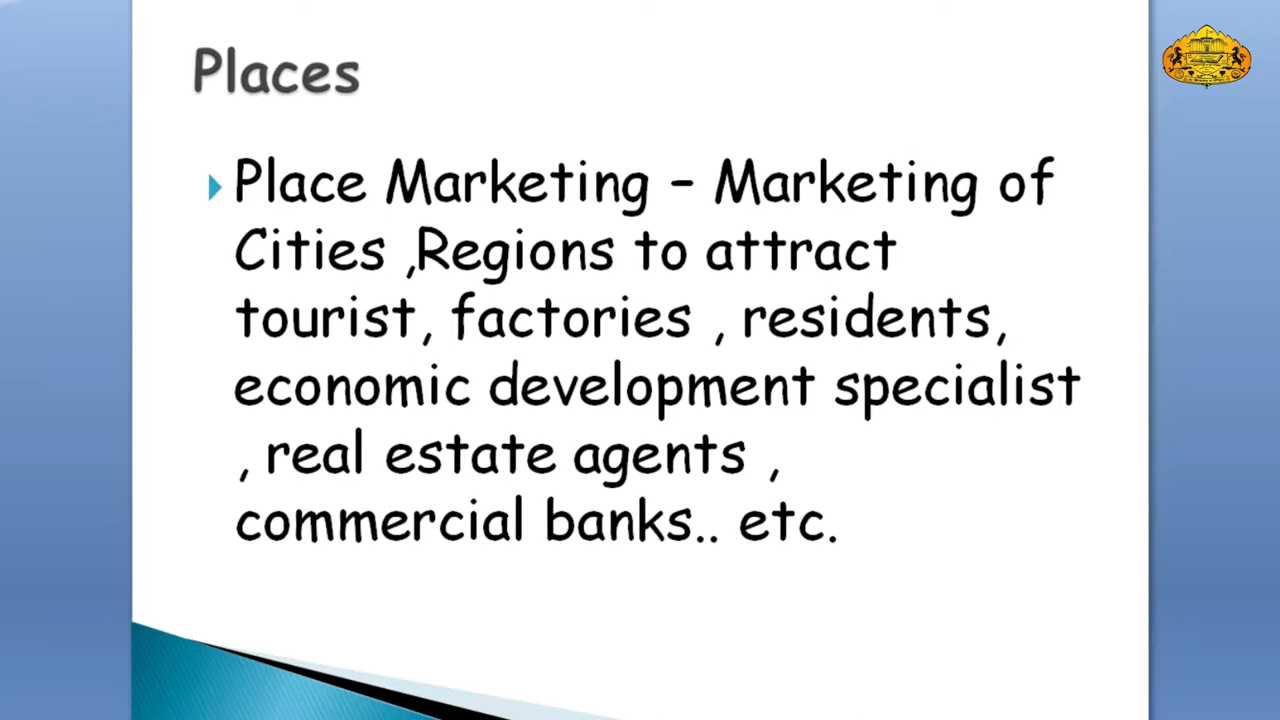 Places
Place Marketing – Marketing of
Cities ,Regions to attract
tourist, factories , residents,
economic development specialist
, real estate agents ,
commercial banks.. etc.